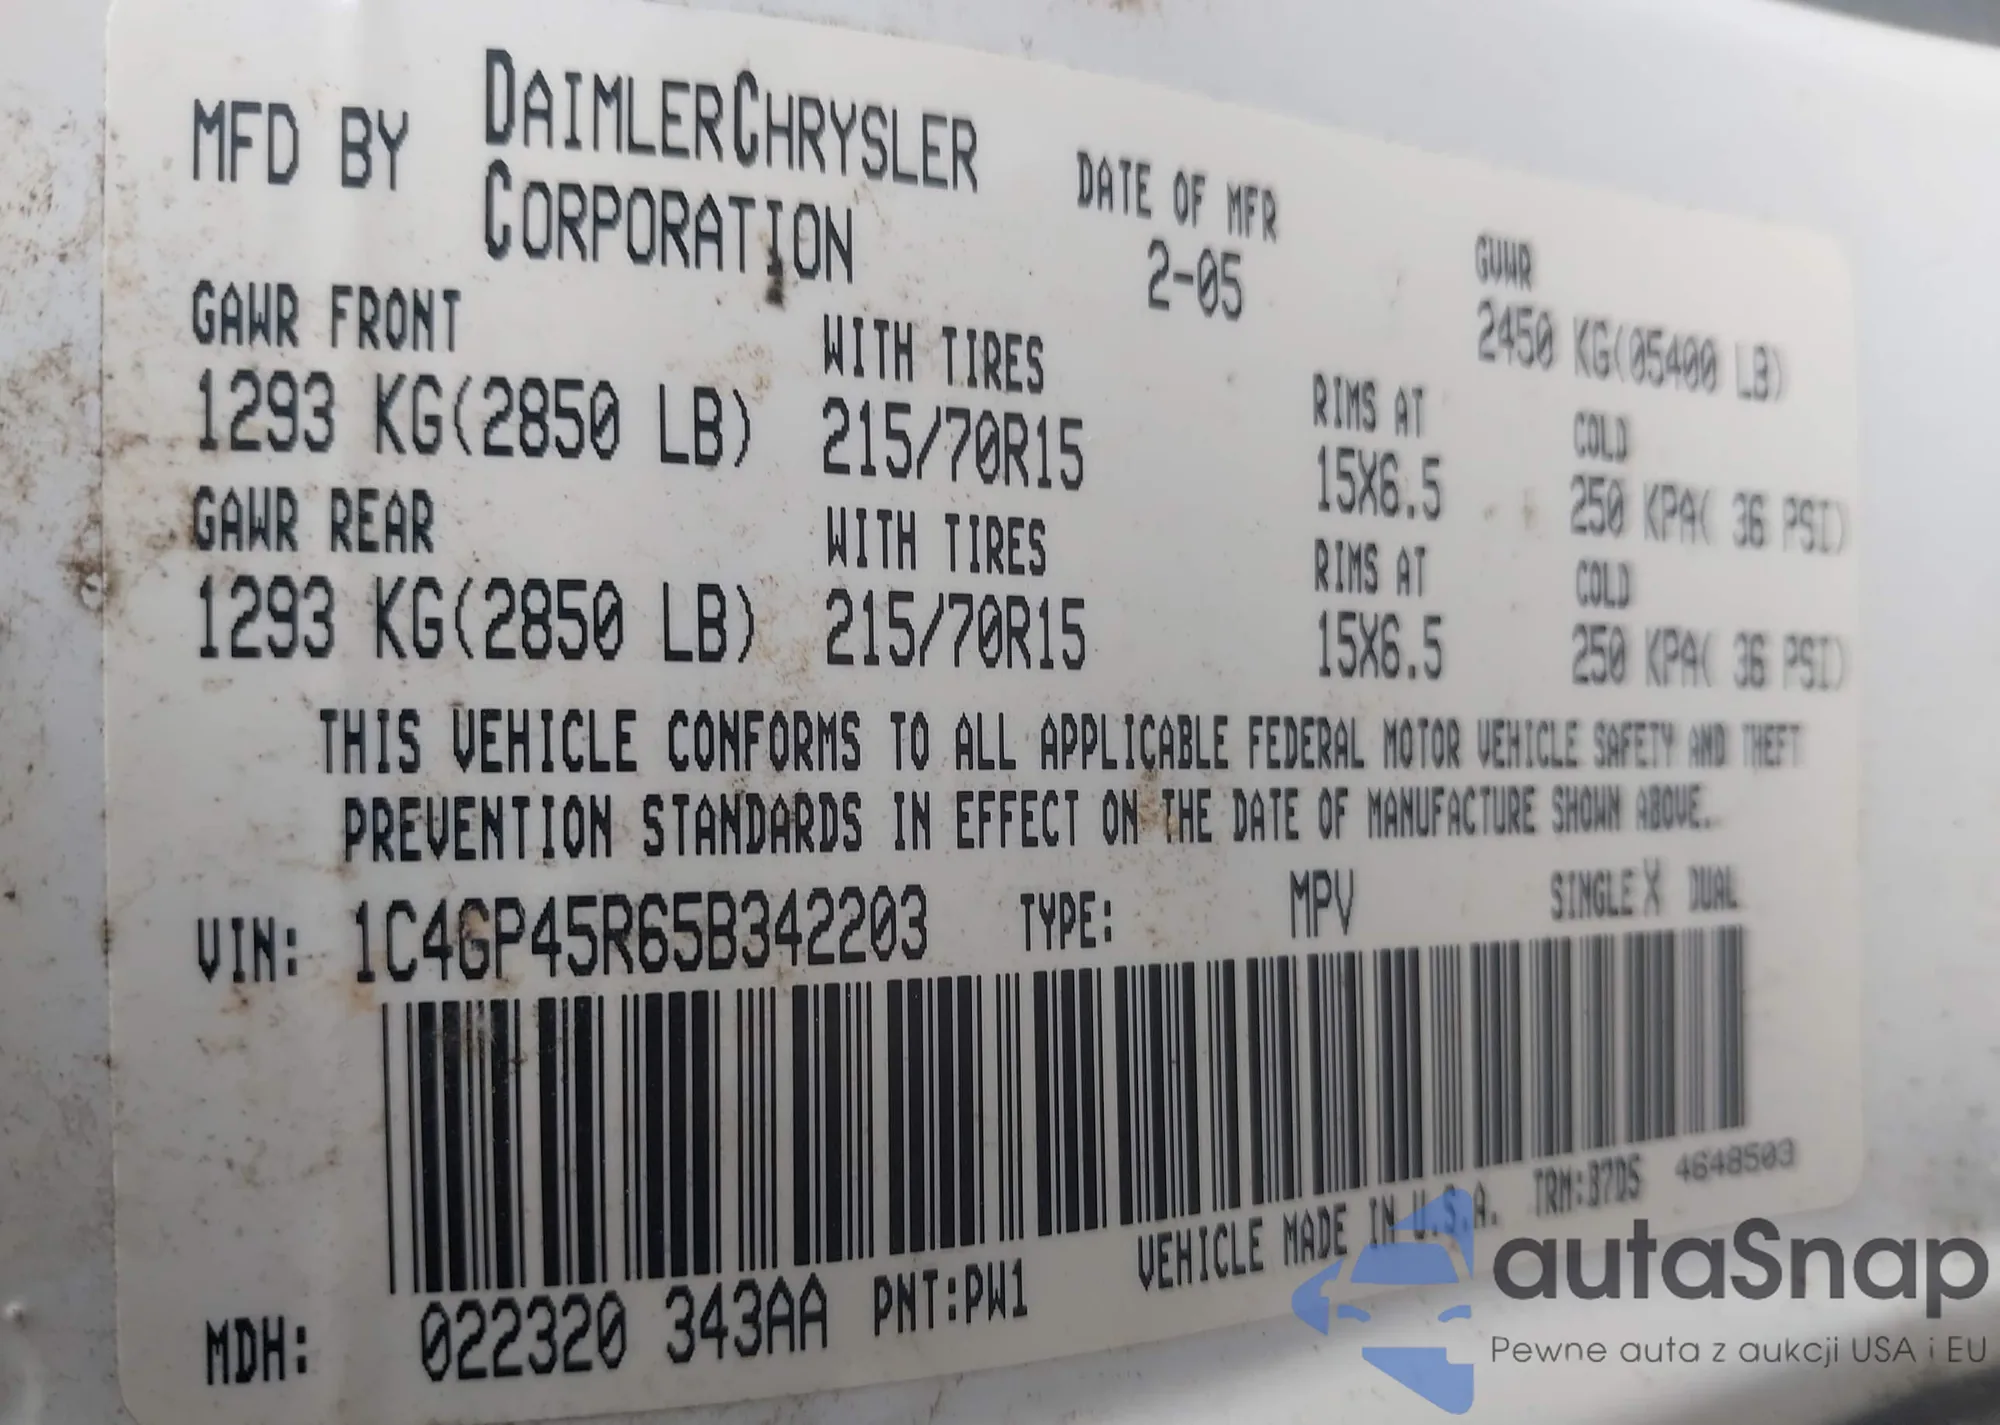 MFD BY DAIMLERCHRYSLER CORPORATION
DATE OF MFR
2-05
GVWR
2450 KG(05400 LB)
GAWR FRONT WITH TIRES RIMS AT COLD
1293 KG(2850 LB) 215/70R15 15X6.5 250 KPA( 36 PSI)
GAWR REAR WITH TIRES RIMS AT COLD
1293 KG(2850 LB) 215/70R15 15X6.5 250 KPA( 36 PSI)
THIS VEHICLE CONFORMS TO ALL APPLICABLE FEDERAL MOTOR VEHICLE SAFETY AND THEFT
PREVENTION STANDARDS IN EFFECT ON THE DATE OF MANUFACTURE SHOWN ABOVE.
VIN: 1C4GP45R65B342203 TYPE: MPV SINGLE X DUAL
MDH: 022320 343AA PNT:PW1 VEHICLE MADE IN U.S.A. TRM:B7D5 4648503
autaSnap
Pewne auta z aukcji USA i EU